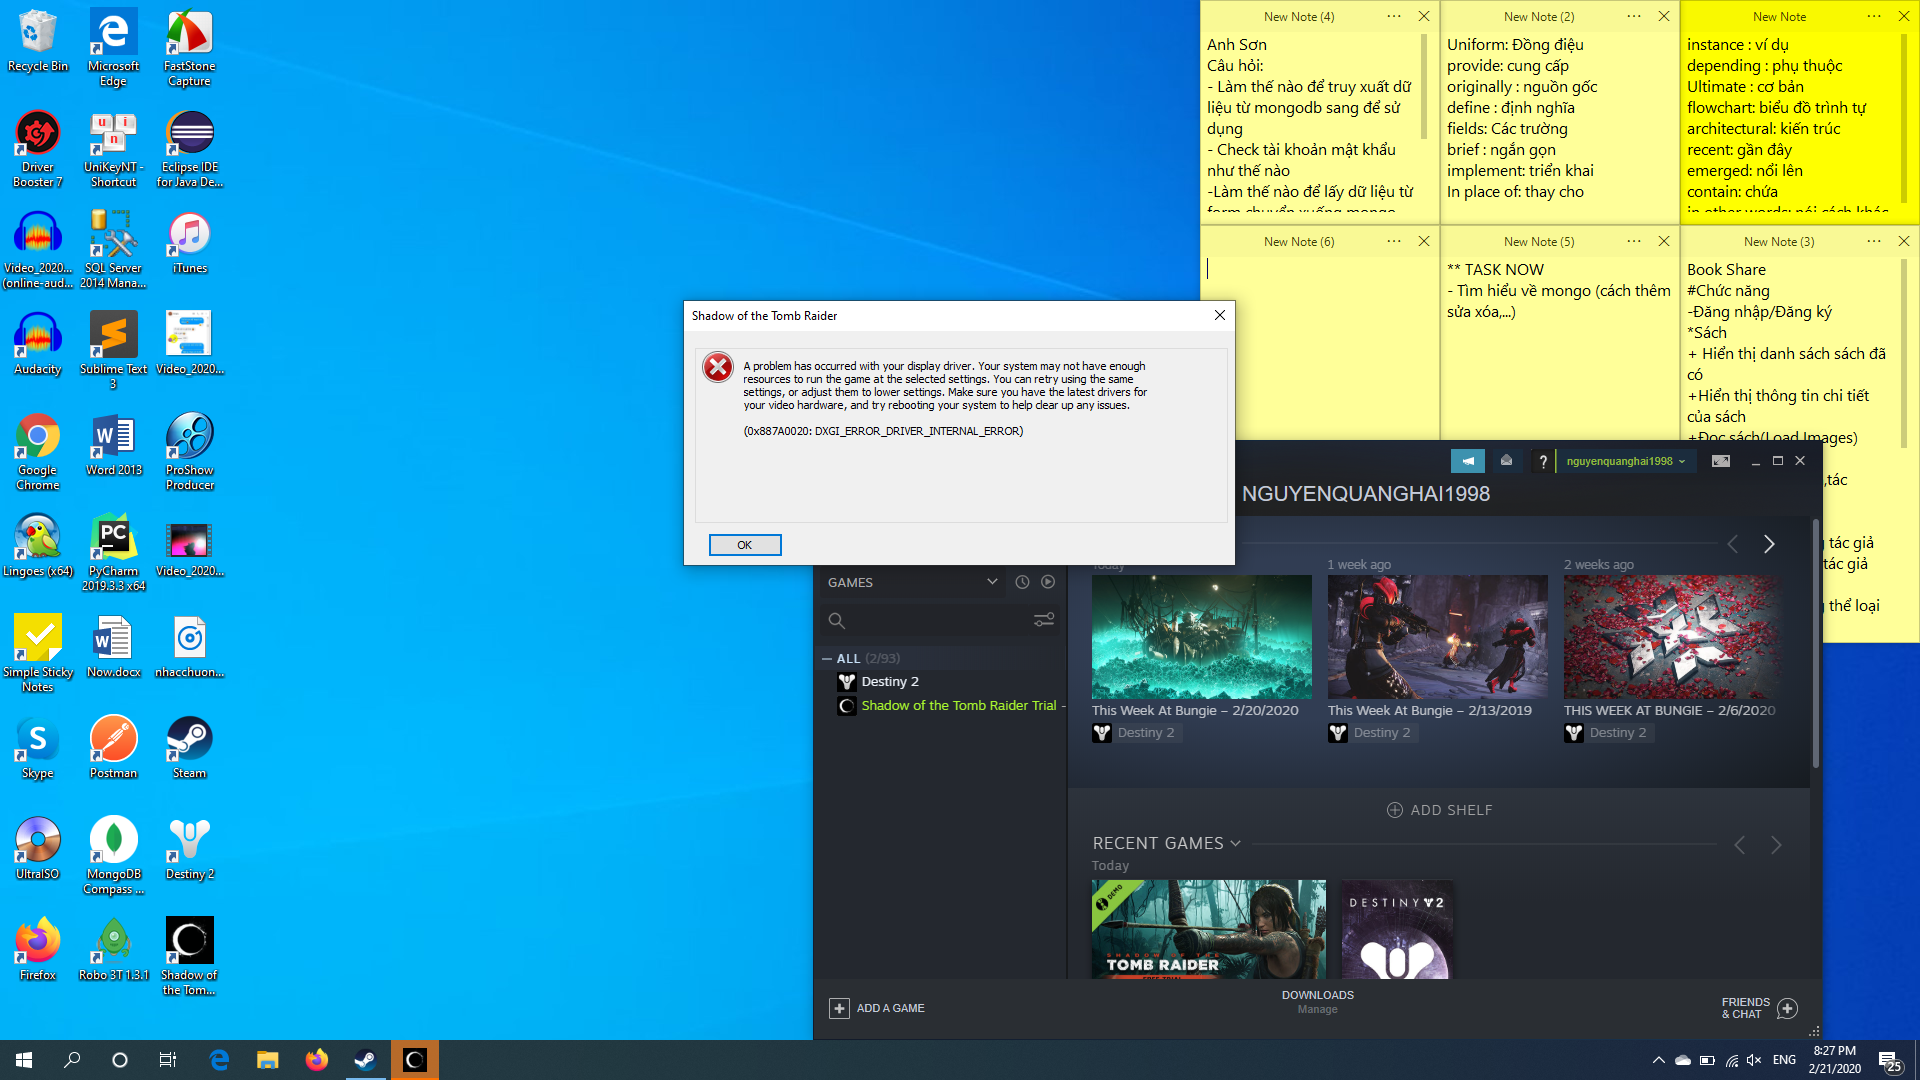 Recycle Bin
Microsoft
Edge
FastStone
Capture
Driver
Booster 7
UniKeyNT -
Shortcut
Eclipse IDE
for Java De...
Video_2020...
(online-aud...
SQL Server
2014 Mana...
iTunes
Audacity
Sublime Text
3
Video_2020...
Google
Chrome
Word 2013
ProShow
Producer
Lingoes (x64)
PyCharm
2019.3.3 x64
Video_2020...
Simple Sticky
Notes
Now.docx
nhacchuon...
Skype
Postman
Steam
UltraISO
MongoDB
Compass ...
Destiny 2
Firefox
Robo 3T 1.3.1
Shadow of
the Tom...
New Note (4)
Anh Sơn
Câu hỏi:
- Làm thế nào để truy xuất dữ
liệu từ mongodb sang để sử
dụng
- Check tài khoản mật khẩu
như thế nào
-Làm thế nào để lấy dữ liệu từ
form chuyển xuống mongo
New Note (2)
Uniform: Đồng điệu
provide: cung cấp
originally : nguồn gốc
define : định nghĩa
fields: Các trường
brief : ngắn gọn
implement: triển khai
In place of: thay cho
New Note
instance : ví dụ
depending : phụ thuộc
Ultimate : cơ bản
flowchart: biểu đồ trình tự
architectural: kiến trúc
recent: gần đây
emerged: nổi lên
contain: chứa
in other words: nói cách khác
New Note (6)
New Note (5)
** TASK NOW
- Tìm hiểu về mongo (cách thêm
sửa xóa,...)
New Note (3)
Book Share
#Chức năng
-Đăng nhập/Đăng ký
*Sách
+ Hiển thị danh sách sách đã
có
+Hiển thị thông tin chi tiết
của sách
+Đọc sách(Load Images)
,tác
tác giả
tác giả
thể loại
Shadow of the Tomb Raider
A problem has occurred with your display driver. Your system may not have enough
resources to run the game at the selected settings. You can retry using the same
settings, or adjust them to lower settings. Make sure you have the latest drivers for
your video hardware, and try rebooting your system to help clear up any issues.
(0x887A0020: DXGI_ERROR_DRIVER_INTERNAL_ERROR)
OK
?
nguyenquanghai1998
NGUYENQUANGHAI1998
GAMES
ALL (2/93)
Destiny 2
Shadow of the Tomb Raider Trial -
Today
1 week ago
2 weeks ago
This Week At Bungie – 2/20/2020
This Week At Bungie – 2/13/2019
THIS WEEK AT BUNGIE – 2/6/2020
Destiny 2
Destiny 2
Destiny 2
ADD SHELF
RECENT GAMES
Today
DEMO
SHADOW OF THE
TOMB RAIDER
DESTINY 2
ADD A GAME
DOWNLOADS
Manage
FRIENDS
& CHAT
ENG
8:27 PM
2/21/2020
25